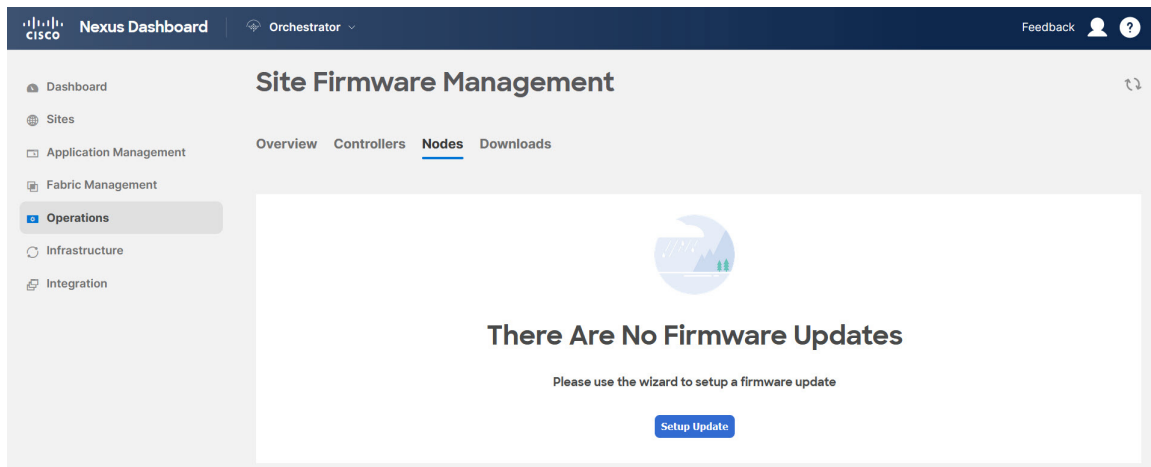 cisco Nexus Dashboard Orchestrator Feedback ?
Dashboard
Sites
Application Management
Fabric Management
Operations
Infrastructure
Integration
Site Firmware Management
Overview Controllers Nodes Downloads
There Are No Firmware Updates
Please use the wizard to setup a firmware update
Setup Update